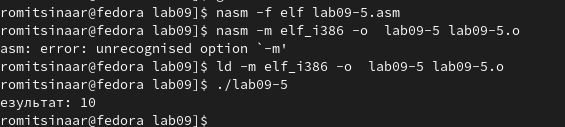 romitsinaar@fedora lab09]$ nasm -f elf lab09-5.asm
romitsinaar@fedora lab09]$ nasm -m elf_i386 -o  lab09-5 lab09-5.o
asm: error: unrecognised option `-m'
romitsinaar@fedora lab09]$ ld -m elf_i386 -o  lab09-5 lab09-5.o
romitsinaar@fedora lab09]$ ./lab09-5
езультат: 10
romitsinaar@fedora lab09]$